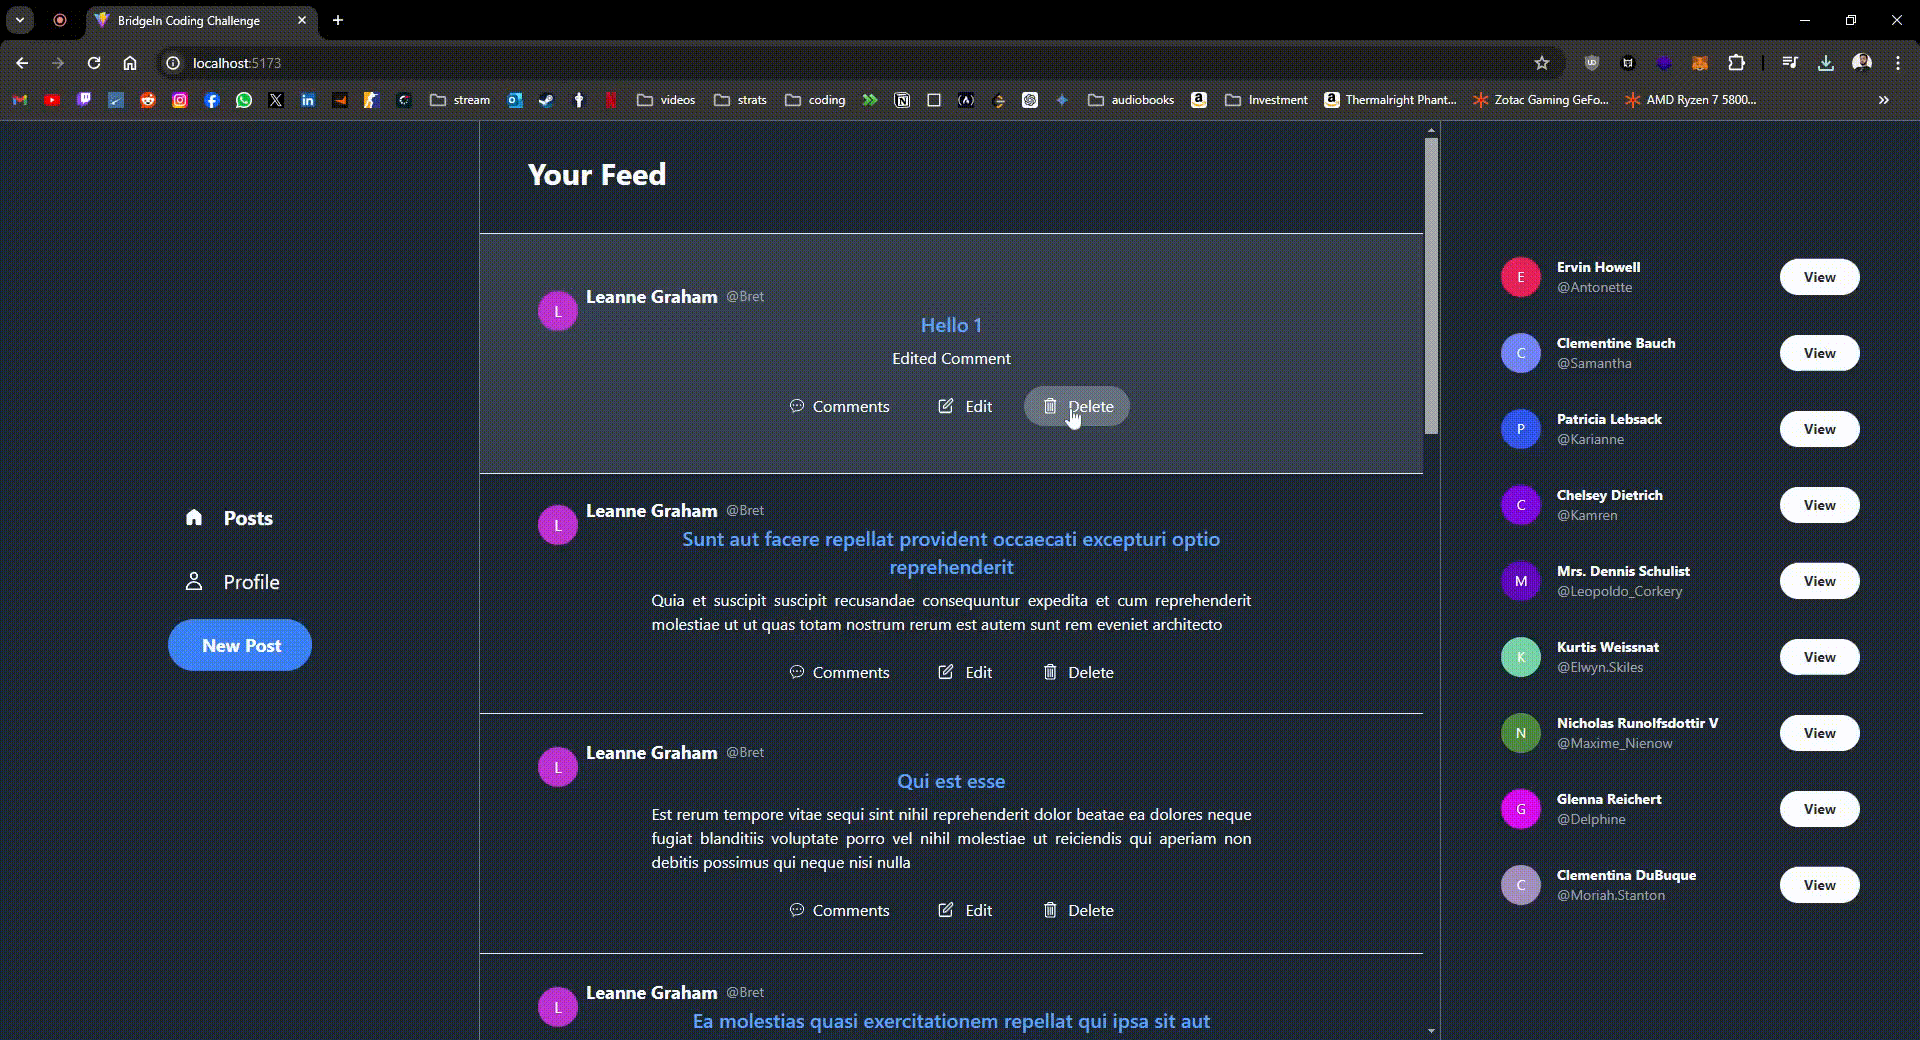 BridgeIn Coding Challenge
localhost:5173
stream
videos
strats
coding
audiobooks
Investment
Thermalright Phant...
Zotac Gaming GeFo...
AMD Ryzen 7 5800...
Your Feed
L
Leanne Graham @Bret
Hello 1
Edited Comment
Comments Edit Delete
L
Leanne Graham @Bret
Sunt aut facere repellat provident occaecati excepturi optio
reprehenderit
Quia et suscipit suscipit recusandae consequuntur expedita et cum reprehenderit
molestiae ut ut quas totam nostrum rerum est autem sunt rem eveniet architecto
Comments Edit Delete
L
Leanne Graham @Bret
Qui est esse
Est rerum tempore vitae sequi sint nihil reprehenderit dolor beatae ea dolores neque
fugiat blanditiis voluptate porro vel nihil molestiae ut reiciendis qui aperiam non
debitis possimus qui neque nisi nulla
Comments Edit Delete
L
Leanne Graham @Bret
Ea molestias quasi exercitationem repellat qui ipsa sit aut
Posts
Profile
New Post
E
Ervin Howell
@Antonette
View
C
Clementine Bauch
@Samantha
View
P
Patricia Lebsack
@Karianne
View
C
Chelsey Dietrich
@Kamren
View
M
Mrs. Dennis Schulist
@Leopoldo_Corkery
View
K
Kurtis Weissnat
@Elwyn.Skiles
View
N
Nicholas Runolfsdottir V
@Maxime_Nienow
View
G
Glenna Reichert
@Delphine
View
C
Clementina DuBuque
@Moriah.Stanton
View